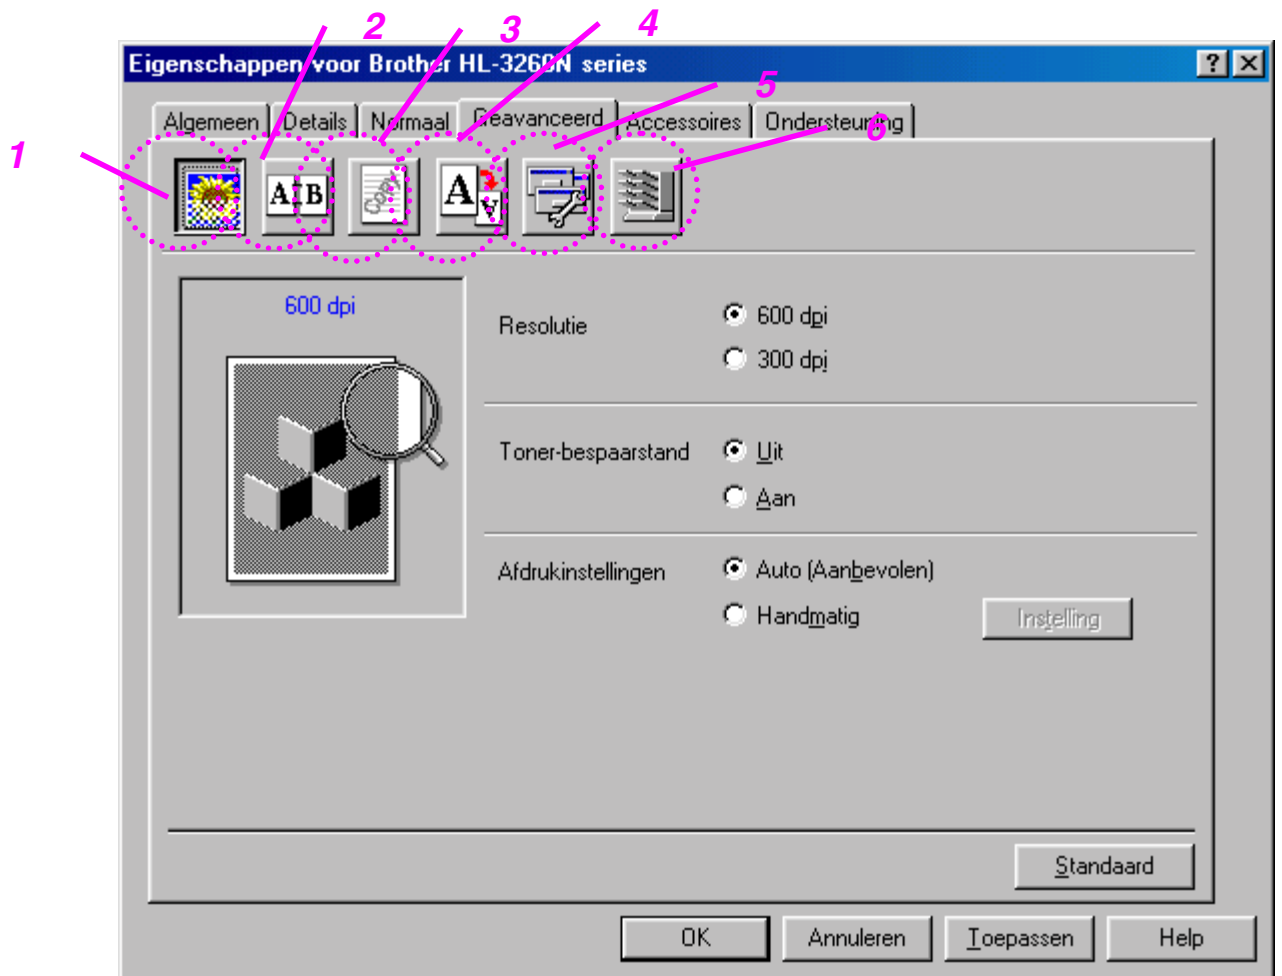 2 3 4
Eigenschappen voor Brother HL-3260N series
5
Algemeen Details Normaal Geavanceerd Accessoires Ondersteuning
6
1
A B A A
600 dpi
Resolutie
600 dpi
300 dpi
Toner-bespaarstand
Uit
Aan
Afdrukinstellingen
Auto (Aanbevolen)
Handmatig
Instelling
Standaard
OK Annuleren Toepassen Help